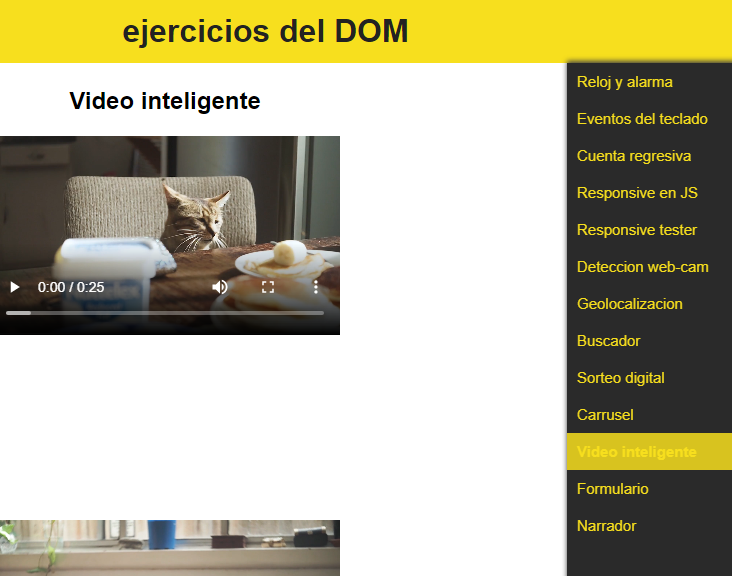 ejercicios del DOM
Video inteligente
0:00 / 0:25
Reloj y alarma
Eventos del teclado
Cuenta regresiva
Responsive en JS
Responsive tester
Deteccion web-cam
Geolocalizacion
Buscador
Sorteo digital
Carrusel
Video inteligente
Formulario
Narrador